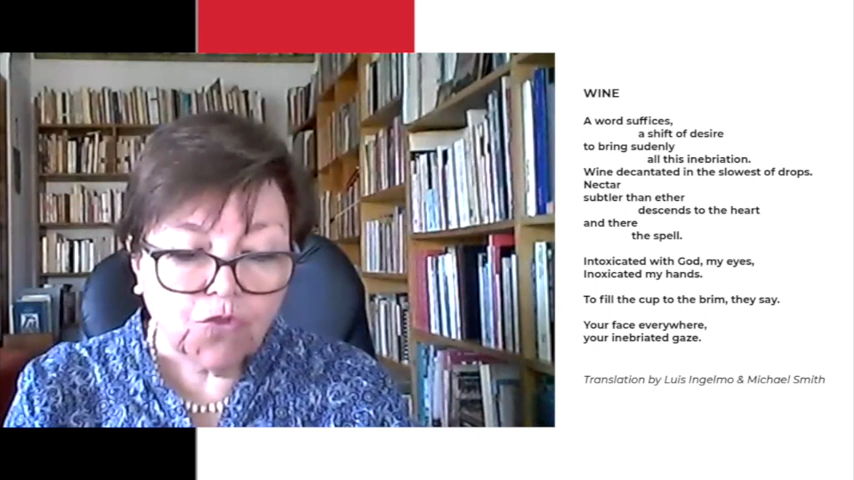 WINE
A word suffices,
a shift of desire
to bring sudenly
all this inebriation.
Wine decantated in the slowest of drops.
Nectar
subtler than ether
descends to the heart
and there
the spell.
Intoxicated with God, my eyes,
Inoxicated my hands.
To fill the cup to the brim, they say.
Your face everywhere,
your inebriated gaze.
Translation by Luis Ingelmo & Michael Smith